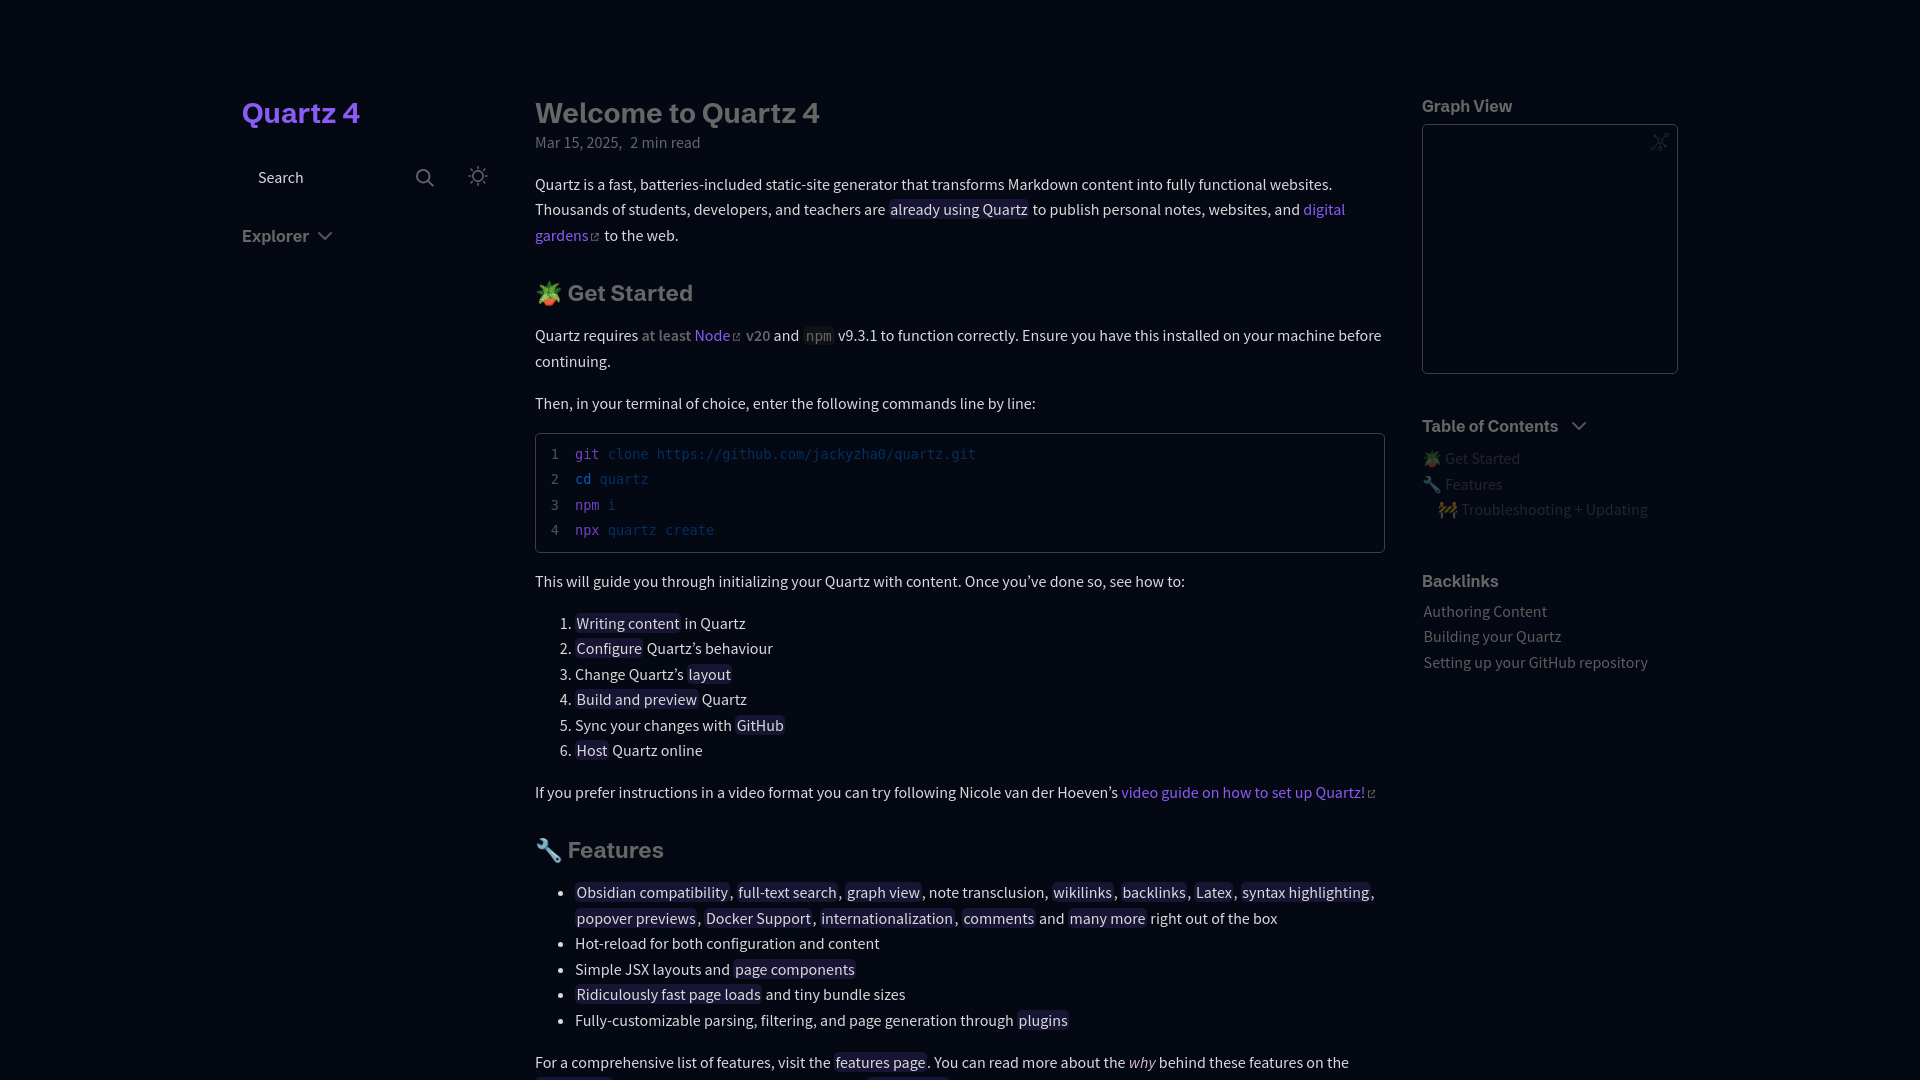 Quartz 4
Search
Explorer
Welcome to Quartz 4
Mar 15, 2025, 2 min read
Quartz is a fast, batteries-included static-site generator that transforms Markdown content into fully functional websites.
Thousands of students, developers, and teachers are already using Quartz to publish personal notes, websites, and digital
gardens to the web.
🪴 Get Started
Quartz requires at least Node v20 and npm v9.3.1 to function correctly. Ensure you have this installed on your machine before
continuing.
Then, in your terminal of choice, enter the following commands line by line:
1 git clone https://github.com/jackyzha0/quartz.git
2 cd quartz
3 npm i
4 npx quartz create
This will guide you through initializing your Quartz with content. Once you’ve done so, see how to:
1. Writing content in Quartz
2. Configure Quartz’s behaviour
3. Change Quartz’s layout
4. Build and preview Quartz
5. Sync your changes with GitHub
6. Host Quartz online
If you prefer instructions in a video format you can try following Nicole van der Hoeven’s video guide on how to set up Quartz!
🔧 Features
• Obsidian compatibility, full-text search, graph view, note transclusion, wikilinks, backlinks, Latex, syntax highlighting,
popover previews, Docker Support, internationalization, comments and many more right out of the box
• Hot-reload for both configuration and content
• Simple JSX layouts and page components
• Ridiculously fast page loads and tiny bundle sizes
• Fully-customizable parsing, filtering, and page generation through plugins
For a comprehensive list of features, visit the features page. You can read more about the why behind these features on the
Graph View
Table of Contents
🪴 Get Started
🔧 Features
🚧 Troubleshooting + Updating
Backlinks
Authoring Content
Building your Quartz
Setting up your GitHub repository